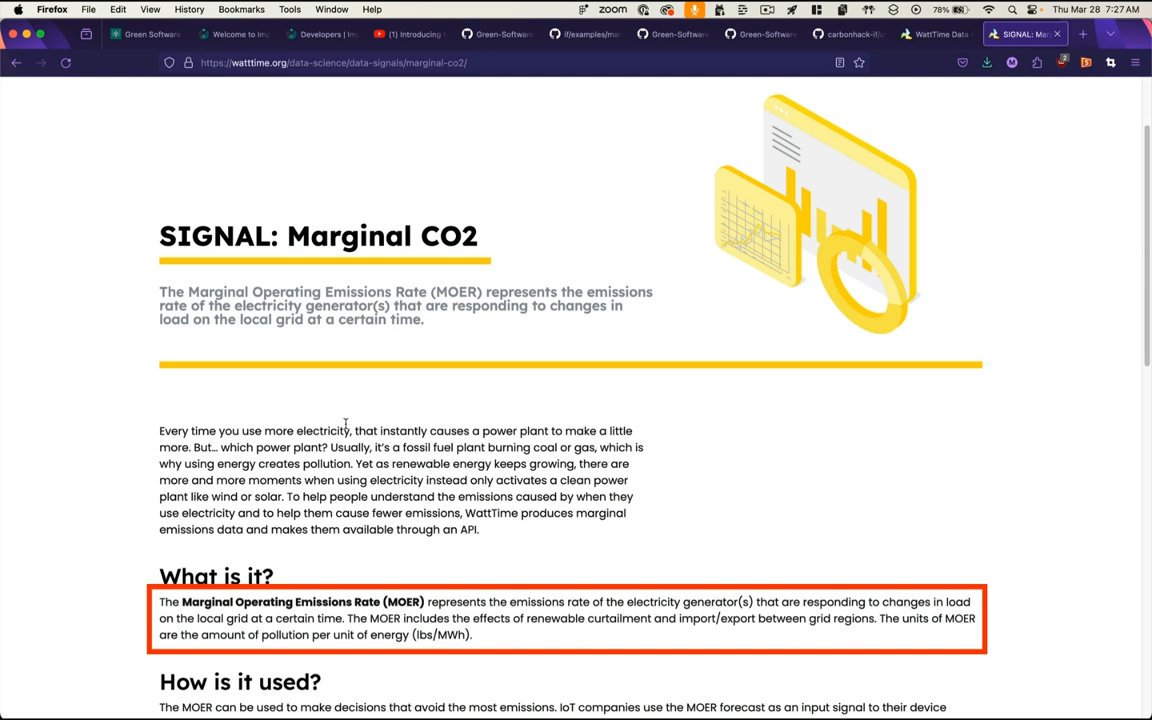 Firefox File Edit View History Bookmarks Tools Window Help zoom 78% Thu Mar 28 7:27 AM
Green Software Welcome to Imp Developers | Im (1) Introducing Green-Softwar if/examples/ma Green-Softwar Green-Softwar carbonhack-if/ WattTime Data SIGNAL: Mar
https://watttime.org/data-science/data-signals/marginal-co2/ 2
SIGNAL: Marginal CO2
The Marginal Operating Emissions Rate (MOER) represents the emissions
rate of the electricity generator(s) that are responding to changes in
load on the local grid at a certain time.
Every time you use more electricity, that instantly causes a power plant to make a little
more. But… which power plant? Usually, it's a fossil fuel plant burning coal or gas, which is
why using energy creates pollution. Yet as renewable energy keeps growing, there are
more and more moments when using electricity instead only activates a clean power
plant like wind or solar. To help people understand the emissions caused by when they
use electricity and to help them cause fewer emissions, WattTime produces marginal
emissions data and makes them available through an API.
What is it?
The Marginal Operating Emissions Rate (MOER) represents the emissions rate of the electricity generator(s) that are responding to changes in load
on the local grid at a certain time. The MOER includes the effects of renewable curtailment and import/export between grid regions. The units of MOER
are the amount of pollution per unit of energy (lbs/MWh).
How is it used?
The MOER can be used to make decisions that avoid the most emissions. IoT companies use the MOER forecast as an input signal to their device